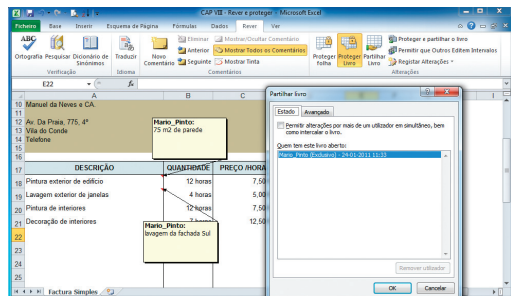 CAP VIII - Rever e proteger - Microsoft Excel
Ficheiro Base Inserir Esquema de Página Fórmulas Dados Rever Ver
Ortografia Pesquisar Dicionário de Sinónimos
Verificação
Traduzir
Idioma
Novo Comentário
Eliminar
Anterior
Seguinte
Mostrar/Ocultar Comentário
Mostrar Todos os Comentários
Mostrar Tinta
Comentários
Proteger folha
Proteger Livro
Partilhar Livro
Proteger e partilhar o livro
Permitir que Outros Editem Intervalos
Registar Alterações
Alterações
E22
fx
A B C I
10 Manuel da Neves e CA.
11
12 Av. Da Praia, 775, 4º
13 Vila do Conde
14 Telefone
15
16
Mario_Pinto:
75 m2 de parede
17 DESCRIÇÃO QUANTIDADE PREÇO /HORA
18 Pintura exterior de edifício 12 horas 7,50
19 Lavagem exterior de janelas 4 horas 5,00
20 Pintura de interiores 12 horas 7,50
21 Decoração de interiores 7 horas 12,50
22
23
24
25
Mario_Pinto:
lavagem da fachada Sul
Factura Simples
Partilhar livro
Estado Avançado
Permitir alterações por mais de um utilizador em simultâneo, bem
como intercalar o livro.
Quem tem este livro aberto:
Mario_Pinto (Exclusivo) - 24-01-2011 11:33
Remover utilizador
OK Cancelar